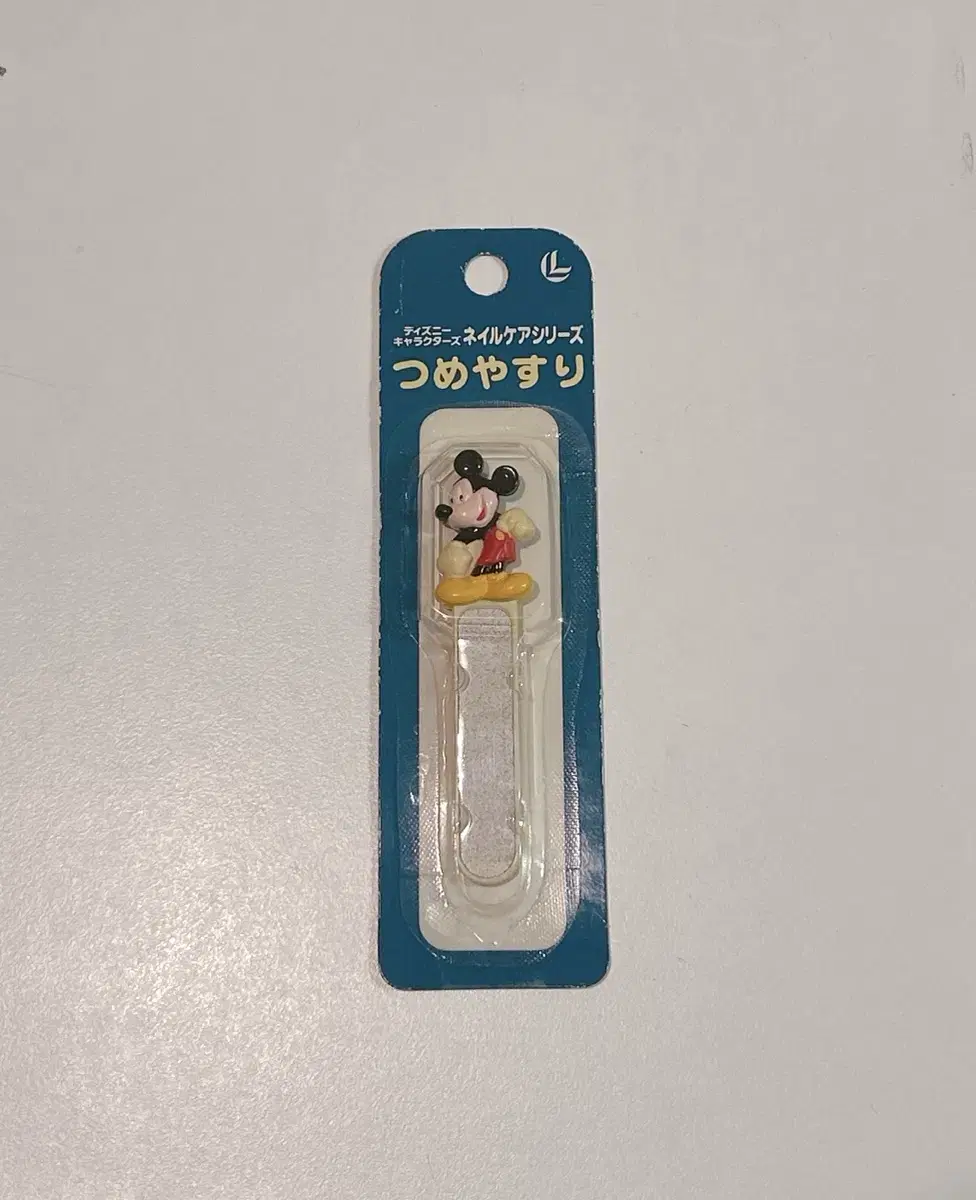 ディズニー
キャラクターズ ネイルケアシリーズ
つめやすり